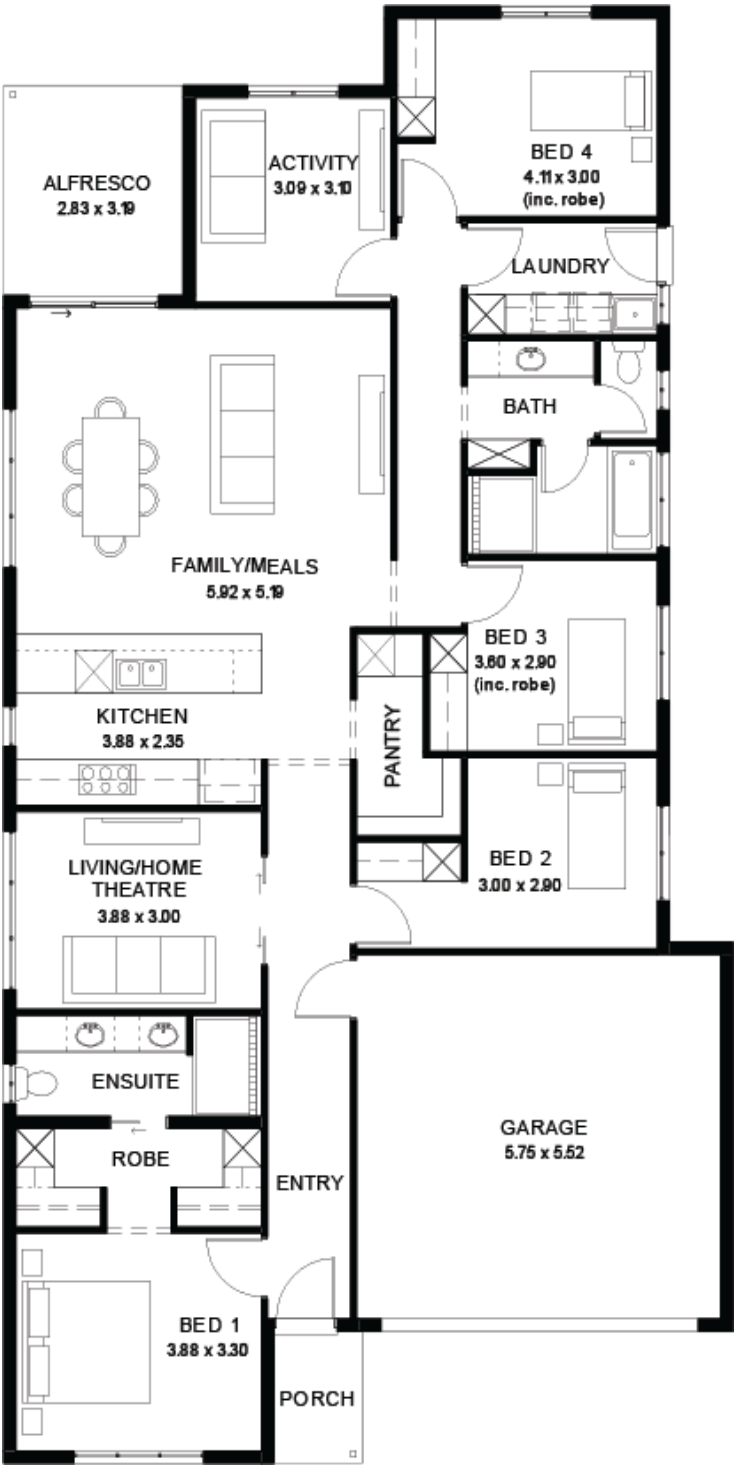 BED 4
4.11 x 3.00
(inc. robe)
ACTIVITY
3.09 x 3.10
ALFRESCO
2.83 x 3.19
LAUNDRY
BATH
FAMILY/MEALS
5.92 x 5.19
BED 3
3.60 x 2.90
(inc. robe)
KITCHEN
3.88 x 2.35
PANTRY
LIVING/HOME
THEATRE
3.88 x 3.00
BED 2
3.00 x 2.90
ENSUITE
ROBE
ENTRY
GARAGE
5.75 x 5.52
BED 1
3.88 x 3.30
PORCH